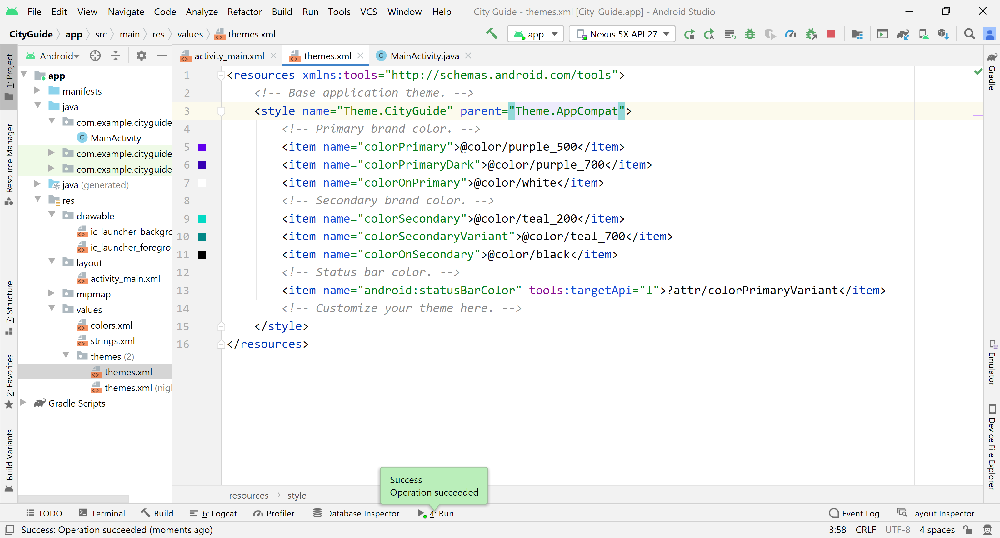 File Edit View Navigate Code Analyze Refactor Build Run Tools VCS Window Help City Guide - themes.xml [City_Guide.app] - Android Studio
CityGuide app src main res values themes.xml app Nexus 5X API 27
1: Project
Resource Manager
7: Structure
2: Favorites
Build Variants
Android
app
manifests
java
com.example.cityguide
MainActivity
com.example.cityguide
com.example.cityguide
java (generated)
res
drawable
ic_launcher_backgro
ic_launcher_foregro
layout
activity_main.xml
mipmap
values
colors.xml
strings.xml
themes (2)
themes.xml
themes.xml (nig
Gradle Scripts
activity_main.xml themes.xml MainActivity.java
1 <resources xmlns:tools="http://schemas.android.com/tools">
2 <!-- Base application theme. -->
3 <style name="Theme.CityGuide" parent="Theme.AppCompat">
4 <!-- Primary brand color. -->
5 <item name="colorPrimary">@color/purple_500</item>
6 <item name="colorPrimaryDark">@color/purple_700</item>
7 <item name="colorOnPrimary">@color/white</item>
8 <!-- Secondary brand color. -->
9 <item name="colorSecondary">@color/teal_200</item>
10 <item name="colorSecondaryVariant">@color/teal_700</item>
11 <item name="colorOnSecondary">@color/black</item>
12 <!-- Status bar color. -->
13 <item name="android:statusBarColor" tools:targetApi="l">?attr/colorPrimaryVariant</item>
14 <!-- Customize your theme here. -->
15 </style>
16 </resources>
Gradle
Emulator
Device File Explorer
resources › style
Success
Operation succeeded
TODO Terminal Build 6: Logcat Profiler Database Inspector 4: Run Event Log Layout Inspector
Success: Operation succeeded (moments ago) 3:58 CRLF UTF-8 4 spaces